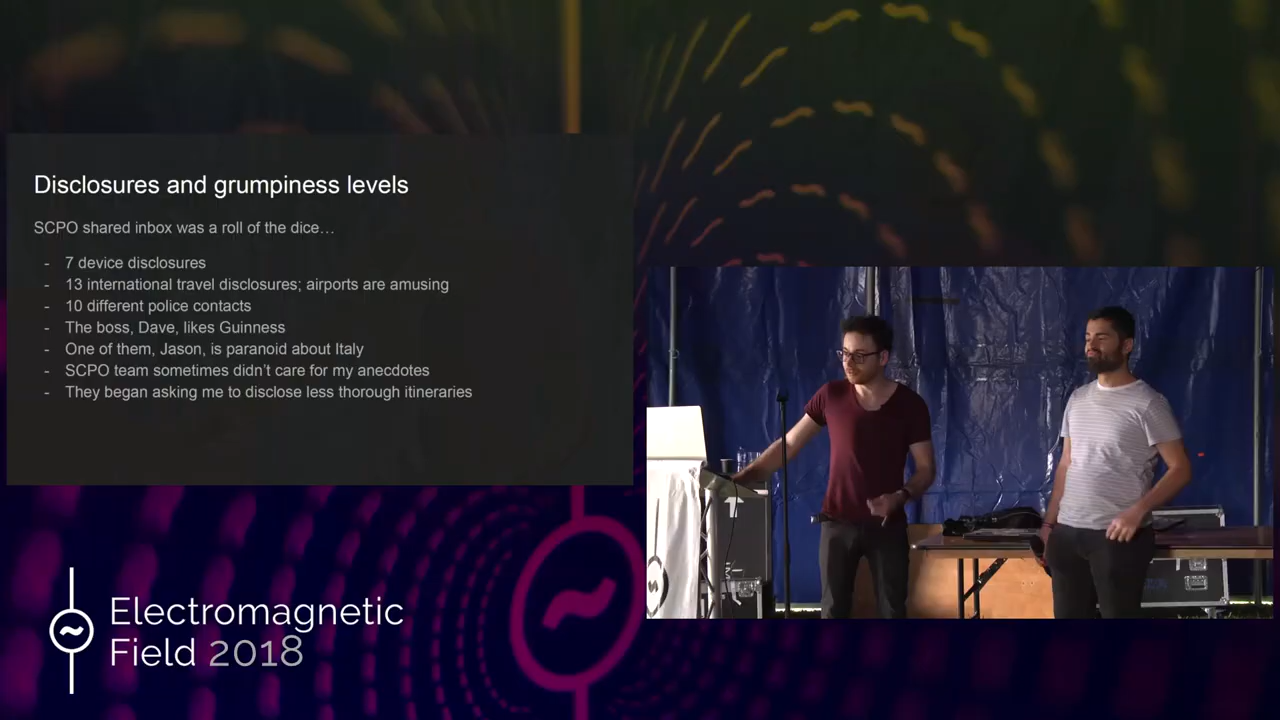 Disclosures and grumpiness levels
SCPO shared inbox was a roll of the dice…
- 7 device disclosures
- 13 international travel disclosures; airports are amusing
- 10 different police contacts
- The boss, Dave, likes Guinness
- One of them, Jason, is paranoid about Italy
- SCPO team sometimes didn't care for my anecdotes
- They began asking me to disclose less thorough itineraries
Electromagnetic
Field 2018